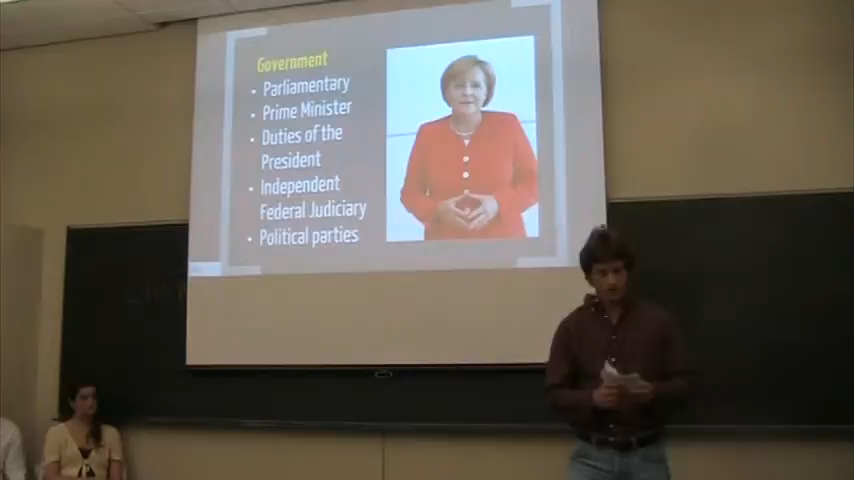 Government
• Parliamentary
• Prime Minister
• Duties of the
President
• Independent
Federal Judiciary
• Political parties